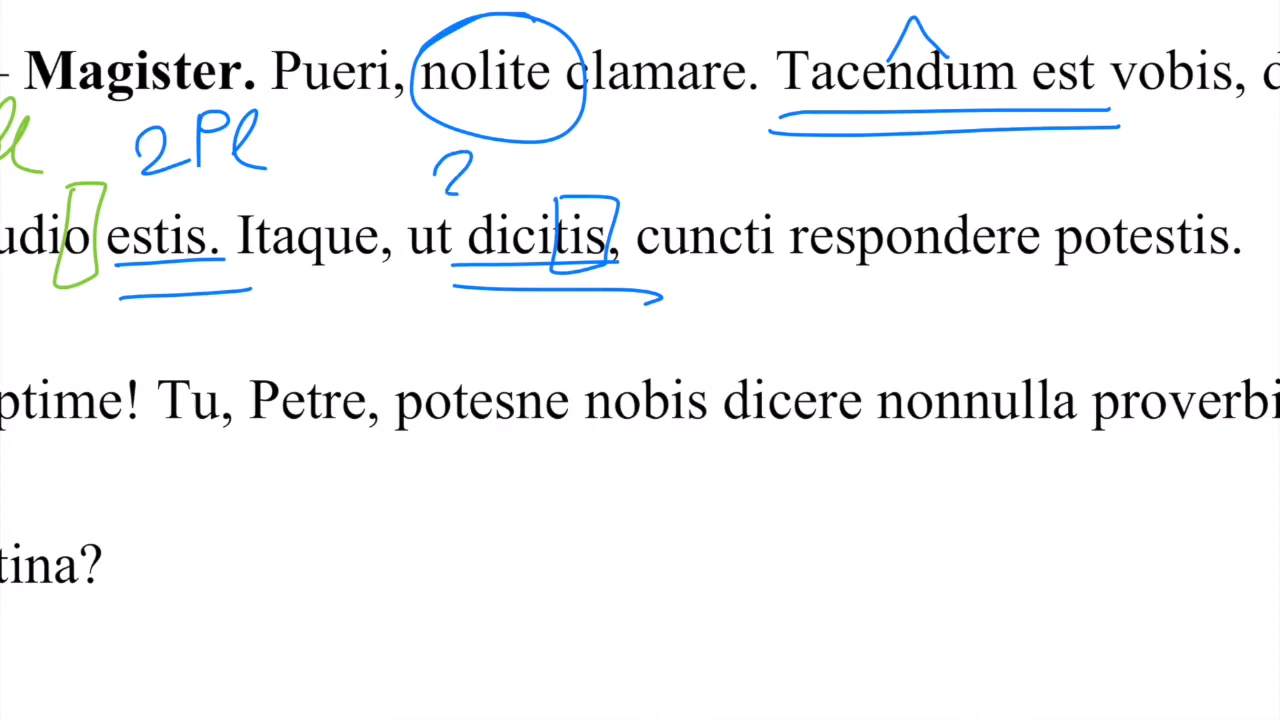 – Magister. Pueri, nolite clamare. Tacendum est vobis,
2Pl
?
estis. Itaque, ut dicitis, cuncti respondere potestis.
ptime! Tu, Petre, potesne nobis dicere nonnulla proverbi
tina?